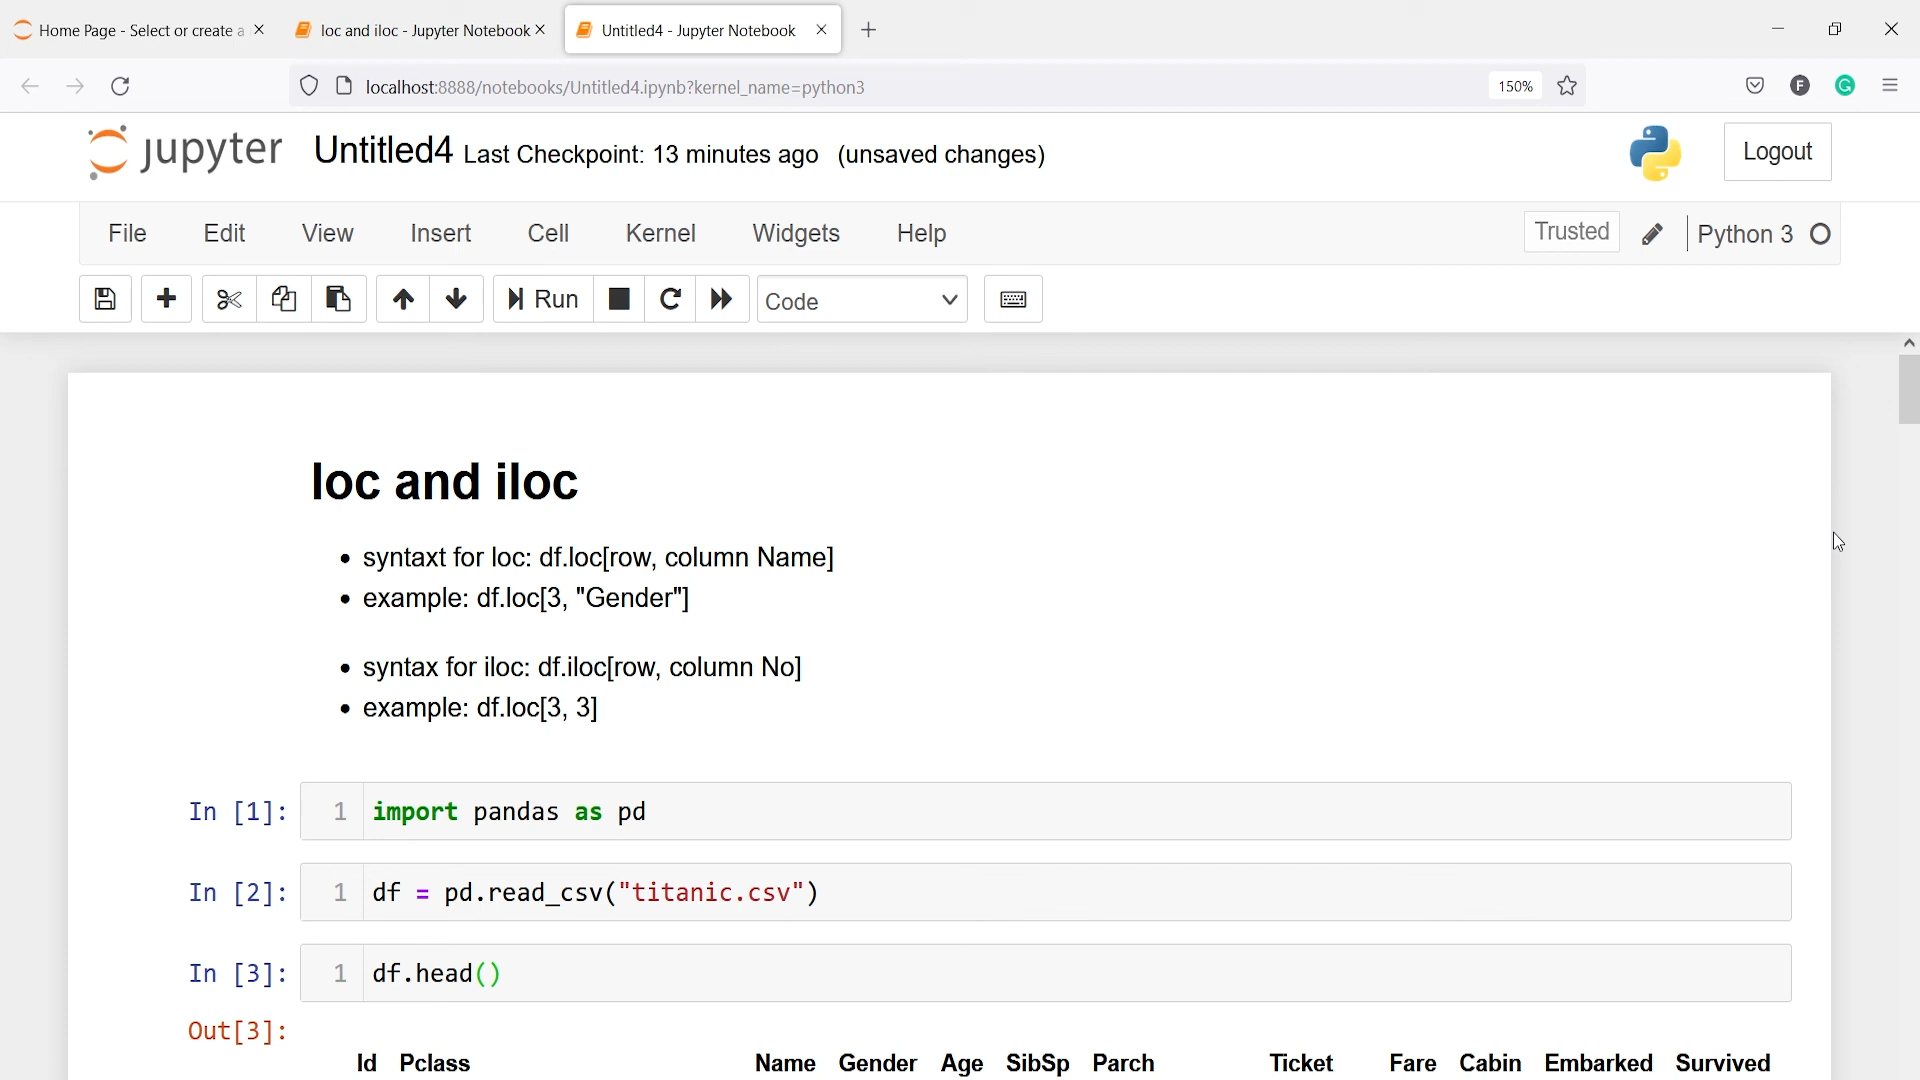 Home Page - Select or create a
loc and iloc - Jupyter Notebook
Untitled4 - Jupyter Notebook
localhost:8888/notebooks/Untitled4.ipynb?kernel_name=python3
150%
F
G
jupyter Untitled4 Last Checkpoint: 13 minutes ago (unsaved changes)
Logout
File Edit View Insert Cell Kernel Widgets Help
Trusted
Python 3
Run
Code
loc and iloc
• syntaxt for loc: df.loc[row, column Name]
• example: df.loc[3, "Gender"]
• syntax for iloc: df.iloc[row, column No]
• example: df.loc[3, 3]
In [1]: 1 import pandas as pd
In [2]: 1 df = pd.read_csv("titanic.csv")
In [3]: 1 df.head()
Out[3]:
Id Pclass Name Gender Age SibSp Parch Ticket Fare Cabin Embarked Survived